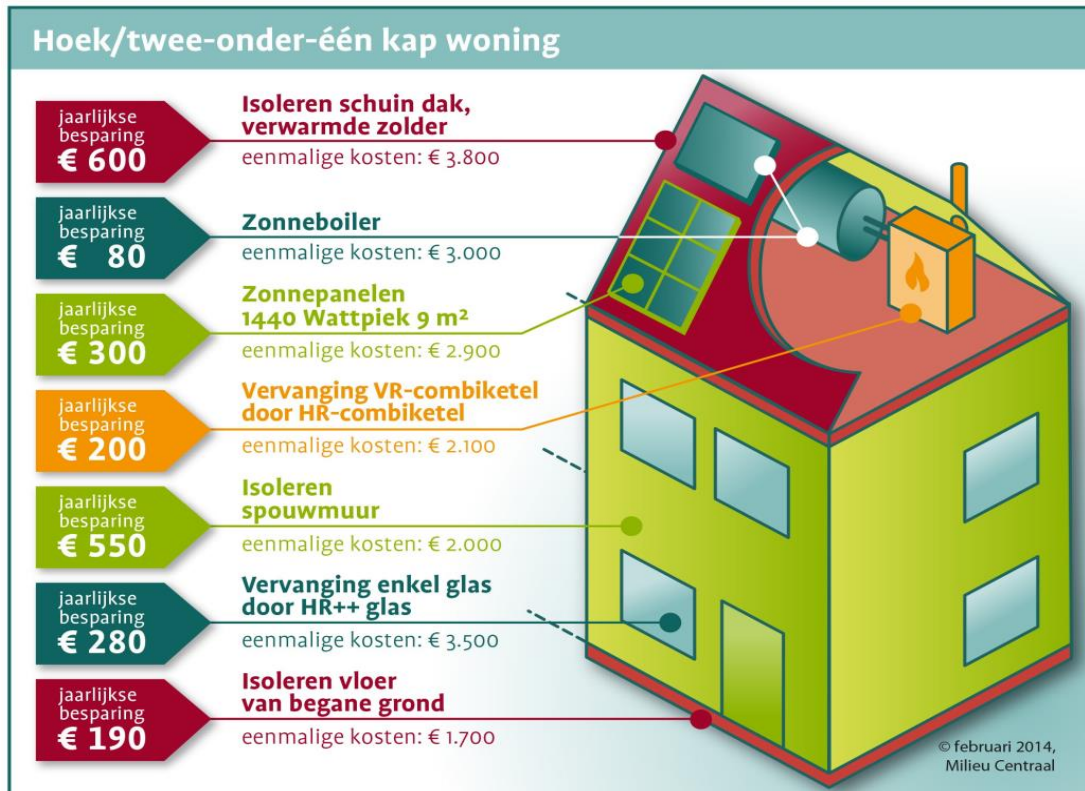 Hoek/twee-onder-één kap woning
jaarlijkse
besparing
€ 600
Isoleren schuin dak,
verwarmde zolder
eenmalige kosten: € 3.800
jaarlijkse
besparing
€ 80
Zonneboiler
eenmalige kosten: € 3.000
jaarlijkse
besparing
€ 300
Zonnepanelen
1440 Wattpiek 9 m²
eenmalige kosten: € 2.900
jaarlijkse
besparing
€ 200
Vervanging VR-combiketel
door HR-combiketel
eenmalige kosten: € 2.100
jaarlijkse
besparing
€ 550
Isoleren
spouwmuur
eenmalige kosten: € 2.000
jaarlijkse
besparing
€ 280
Vervanging enkel glas
door HR++ glas
eenmalige kosten: € 3.500
jaarlijkse
besparing
€ 190
Isoleren vloer
van begane grond
eenmalige kosten: € 1.700
© februari 2014,
Milieu Centraal